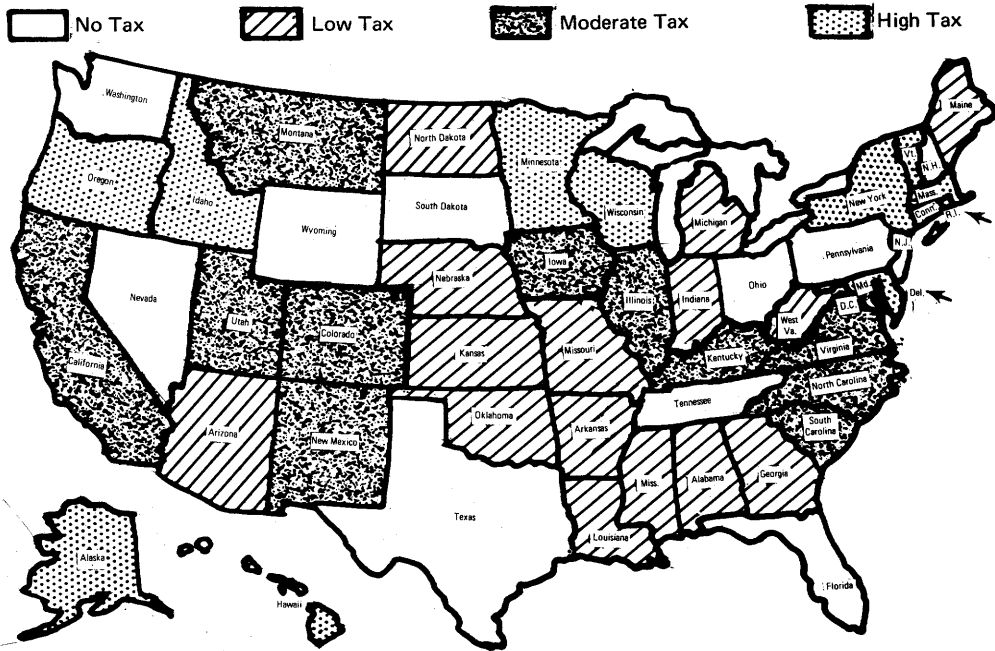 No Tax
Low Tax
Moderate Tax
High Tax
Washington
Montana
North Dakota
Minnesota
Maine
Vt.
N.H.
Oregon
Idaho
Wyoming
South Dakota
Wisconsin
Michigan
New York
Mass.
Conn.
R.I.
Nevada
Utah
Colorado
Nebraska
Iowa
Illinois
Indiana
Ohio
Pennsylvania
N.J.
Md.
Del.
D.C.
West
Va.
California
Kansas
Missouri
Kentucky
Virginia
Arizona
New Mexico
Oklahoma
Arkansas
Tennessee
North Carolina
South
Carolina
Texas
Louisiana
Miss.
Alabama
Georgia
Florida
Alaska
Hawaii